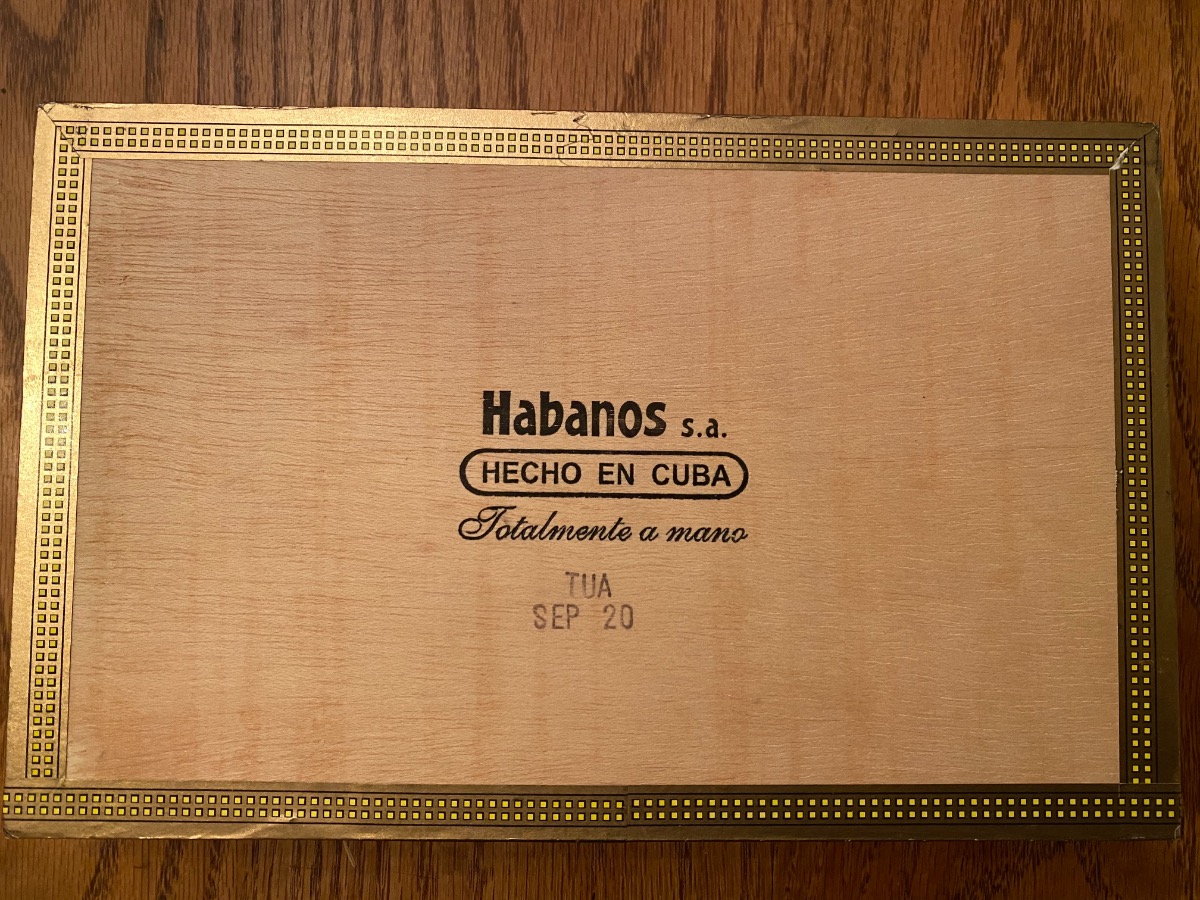 Habanos s.a.
HECHO EN CUBA
Totalmente a mano
TUA
SEP 20